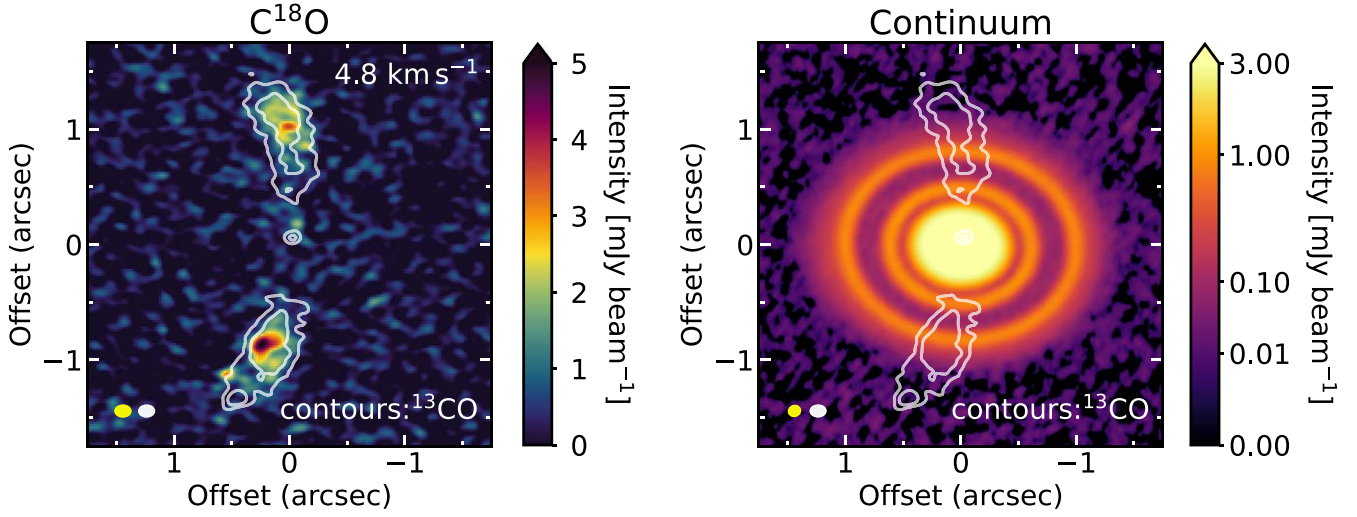 C¹⁸O
4.8 km s⁻¹
contours:¹³CO
1
0
−1
Offset (arcsec)
1
0
−1
Offset (arcsec)
5
4
3
2
1
0
Intensity [mJy beam⁻¹]
Continuum
contours:¹³CO
1
0
−1
Offset (arcsec)
1
0
−1
Offset (arcsec)
3.00
1.00
0.10
0.01
0.00
Intensity [mJy beam⁻¹]